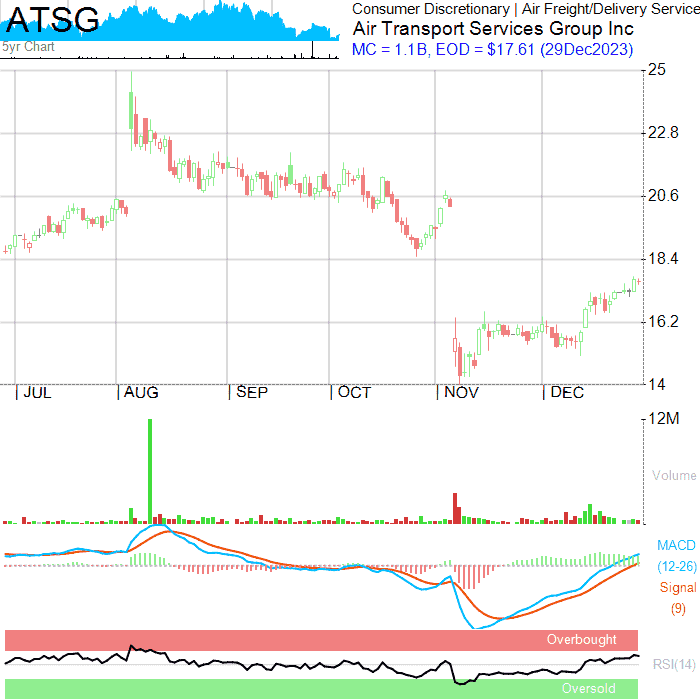 ATSG
5yr Chart
Consumer Discretionary | Air Freight/Delivery Service
Air Transport Services Group Inc
MC = 1.1B, EOD = $17.61 (29Dec2023)
25
22.8
20.6
18.4
16.2
14
JUL AUG SEP OCT NOV DEC
12M
Volume
MACD
(12-26)
Signal
(9)
Overbought
RSI(14)
Oversold